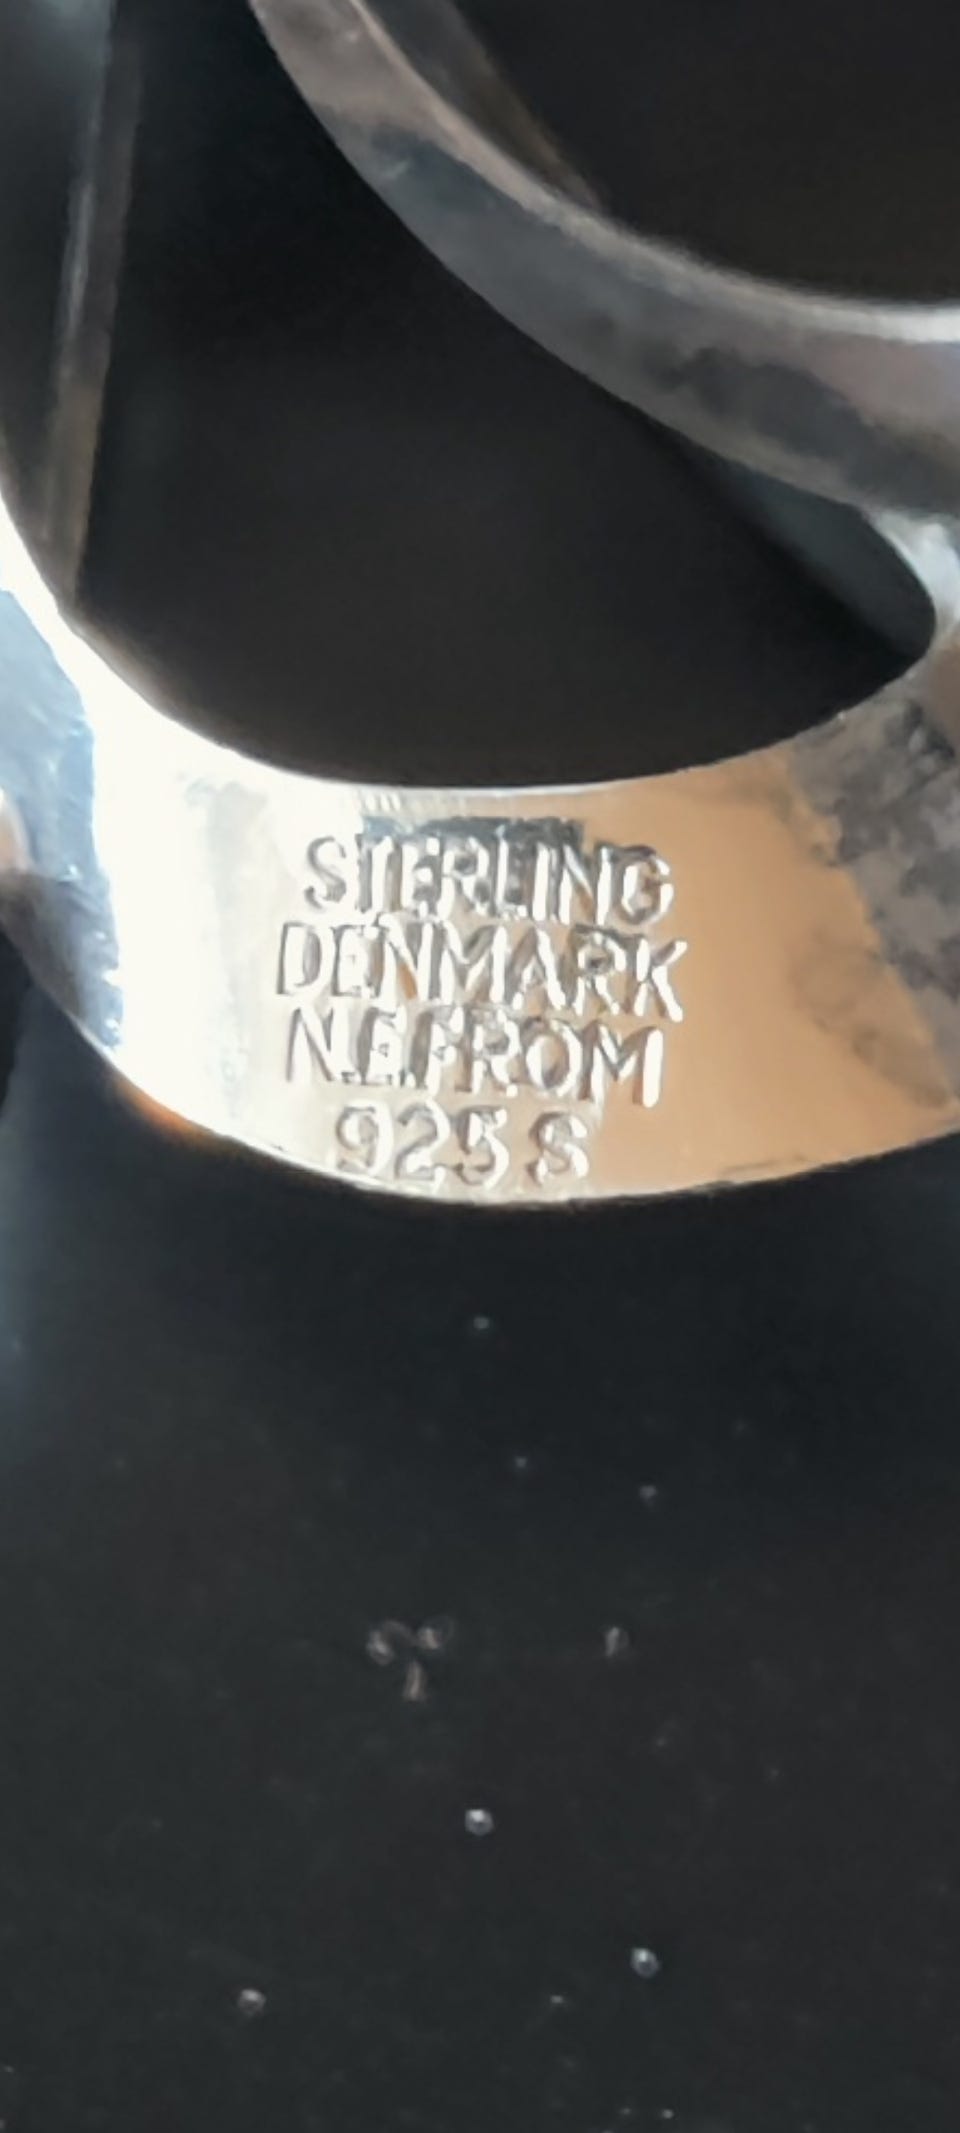 STERLING
DENMARK
N.E.FROM
925 S